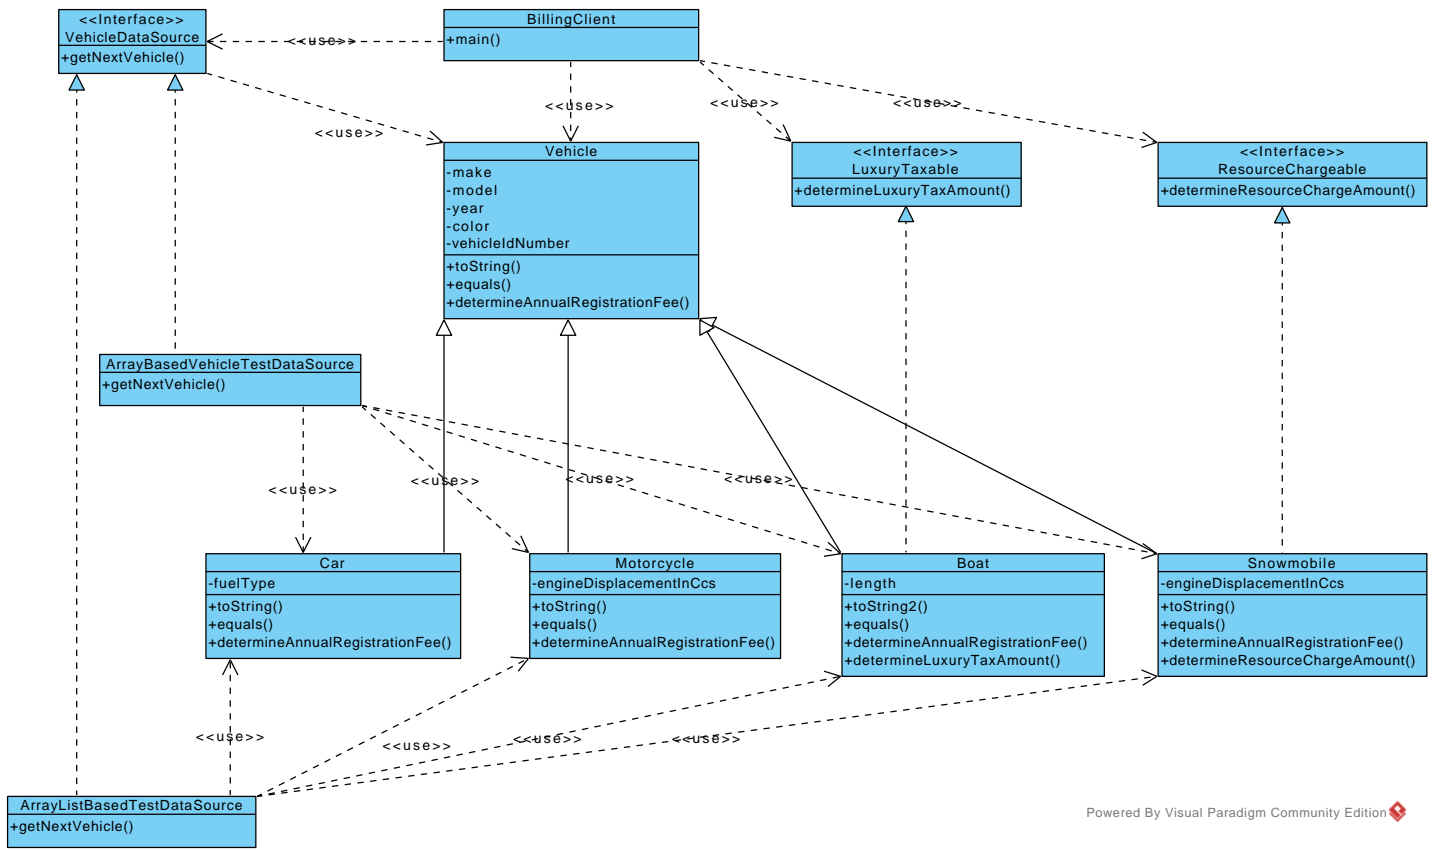 <<Interface>>
VehicleDataSource
+getNextVehicle()
<<use>>
BillingClient
+main()
<<use>>
<<use>>
<<use>>
<<use>>
Vehicle
-make
-model
-year
-color
-vehicleIdNumber
+toString()
+equals()
+determineAnnualRegistrationFee()
<<Interface>>
LuxuryTaxable
+determineLuxuryTaxAmount()
<<Interface>>
ResourceChargeable
+determineResourceChargeAmount()
ArrayBasedVehicleTestDataSource
+getNextVehicle()
<<use>>
<<use>>
<<use>>
<<use>>
Car
-fuelType
+toString()
+equals()
+determineAnnualRegistrationFee()
Motorcycle
-engineDisplacementInCcs
+toString()
+equals()
+determineAnnualRegistrationFee()
Boat
-length
+toString2()
+equals()
+determineAnnualRegistrationFee()
+determineLuxuryTaxAmount()
Snowmobile
-engineDisplacementInCcs
+toString()
+equals()
+determineAnnualRegistrationFee()
+determineResourceChargeAmount()
<<use>>
<<use>>
<<use>>
<<use>>
ArrayListBasedTestDataSource
+getNextVehicle()
Powered By Visual Paradigm Community Edition